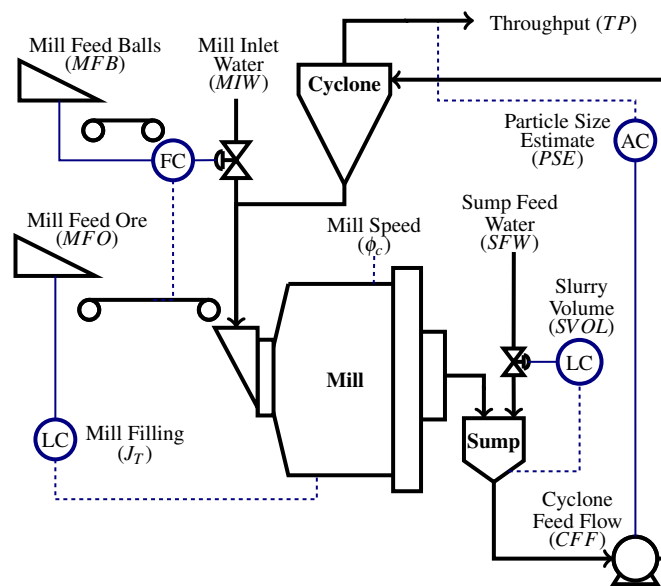 Throughput (TP)
Mill Feed Balls
(MFB)
Mill Inlet
Water
(MIW)
Cyclone
Particle Size
Estimate
(PSE)
AC
FC
Mill Feed Ore
(MFO)
Mill Speed
(ϕc)
Sump Feed
Water
(SFW)
Slurry
Volume
(SVOL)
LC
Mill
LC
Mill Filling
(JT)
Sump
Cyclone
Feed Flow
(CFF)